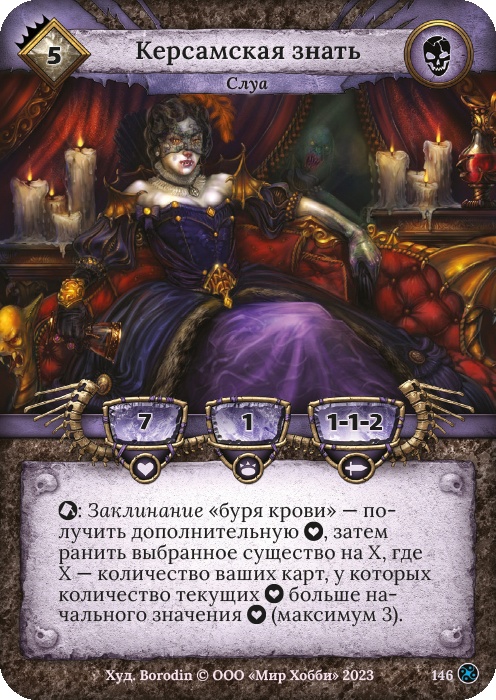 5
Керсамская знать
Слуа
7 1 1-1-2
: Заклинание «буря крови» — по-
лучить дополнительную , затем
ранить выбранное существо на X, где
X — количество ваших карт, у которых
количество текущих больше на-
чального значения (максимум 3).
Худ. Borodin © ООО «Мир Хобби» 2023 146